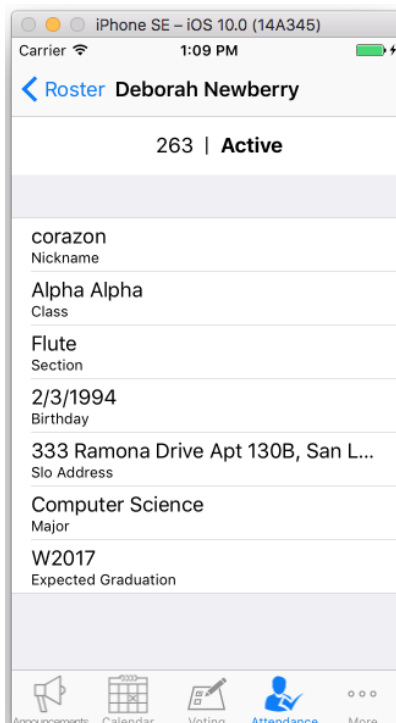 iPhone SE – iOS 10.0 (14A345)
Carrier 1:09 PM
Roster Deborah Newberry
263 | Active
corazon
Nickname
Alpha Alpha
Class
Flute
Section
2/3/1994
Birthday
333 Ramona Drive Apt 130B, San L...
Slo Address
Computer Science
Major
W2017
Expected Graduation
Announcements Calendar Voting Attendance More